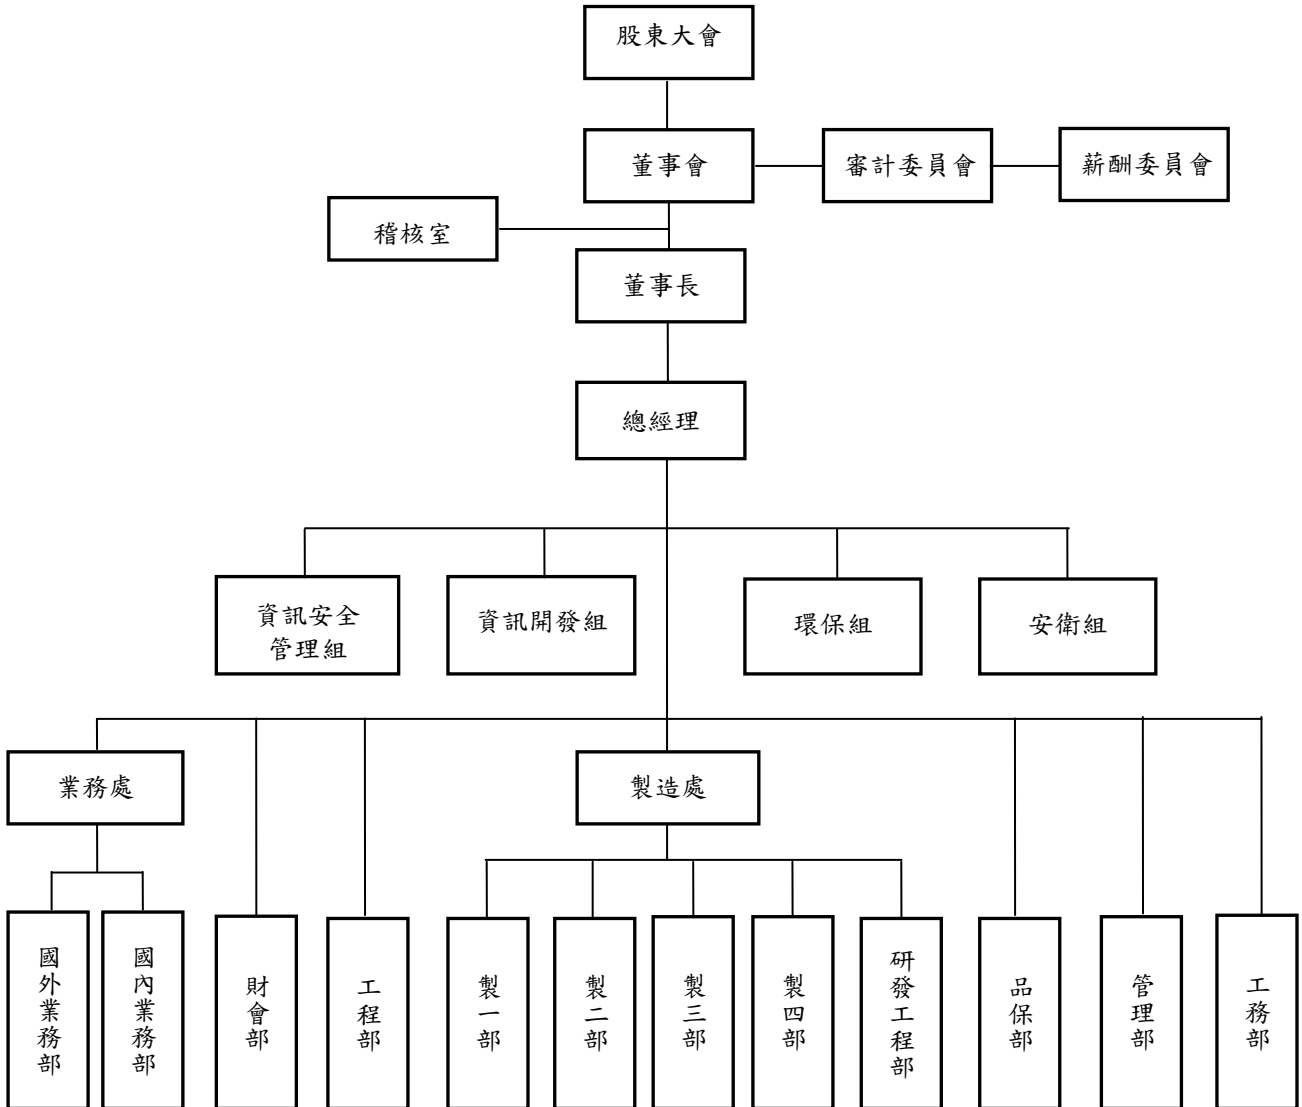 股東大會
董事會
審計委員會
薪酬委員會
稽核室
董事長
總經理
資訊安全
管理組
資訊開發組
環保組
安衛組
業務處
製造處
國外業務部
國內業務部
財會部
工程部
製一部
製二部
製三部
製四部
研發工程部
品保部
管理部
工務部